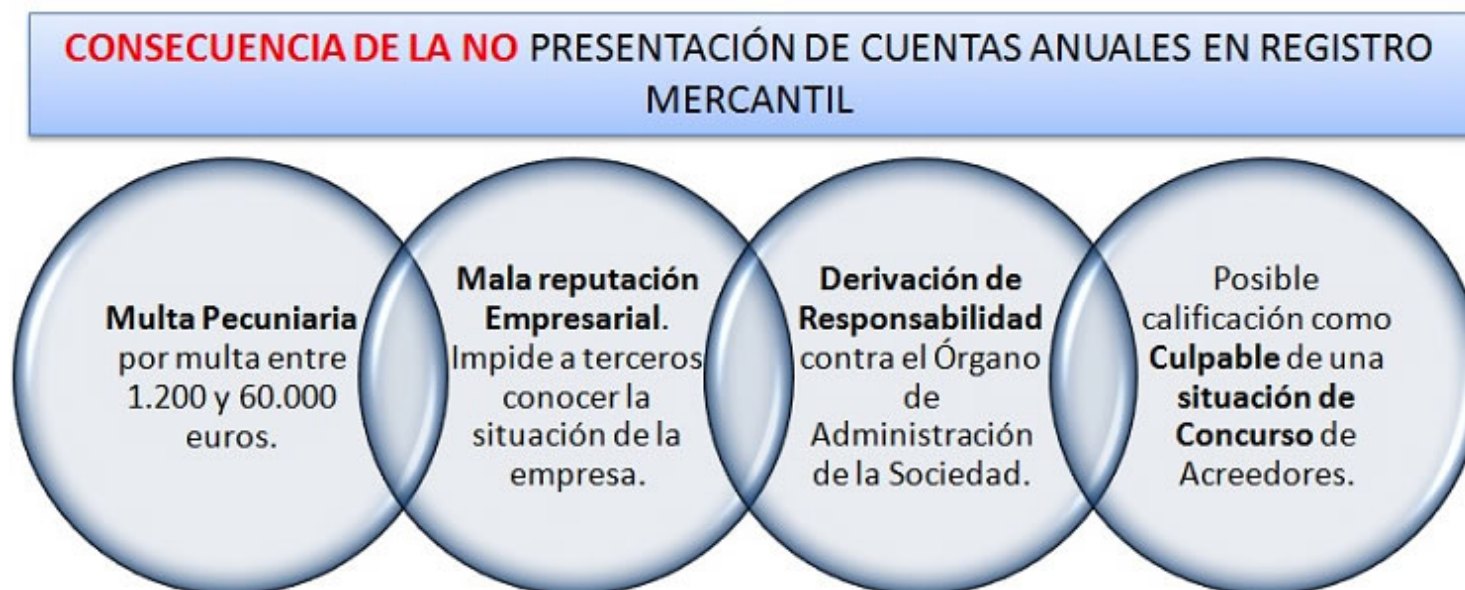 CONSECUENCIA DE LA NO PRESENTACIÓN DE CUENTAS ANUALES EN REGISTRO
MERCANTIL
Multa Pecuniaria
por multa entre
1.200 y 60.000
euros.
Mala reputación
Empresarial.
Impide a terceros
conocer la
situación de la
empresa.
Derivación de
Responsabilidad
contra el Órgano
de
Administración
de la Sociedad.
Posible
calificación como
Culpable de una
situación de
Concurso de
Acreedores.